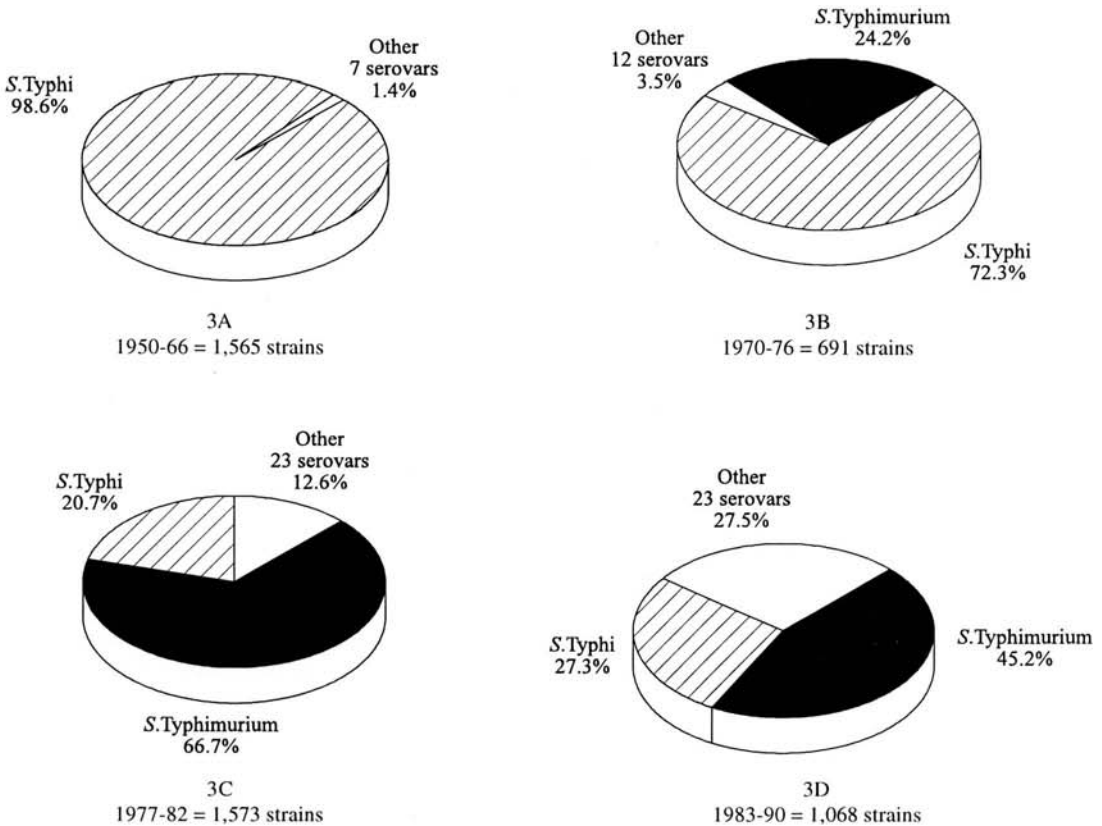 S.Typhi
98.6%
Other
7 serovars
1.4%
3A
1950-66 = 1,565 strains
S.Typhimurium
24.2%
Other
12 serovars
3.5%
S.Typhi
72.3%
3B
1970-76 = 691 strains
Other
23 serovars
12.6%
S.Typhi
20.7%
S.Typhimurium
66.7%
3C
1977-82 = 1,573 strains
Other
23 serovars
27.5%
S.Typhi
27.3%
S.Typhimurium
45.2%
3D
1983-90 = 1,068 strains